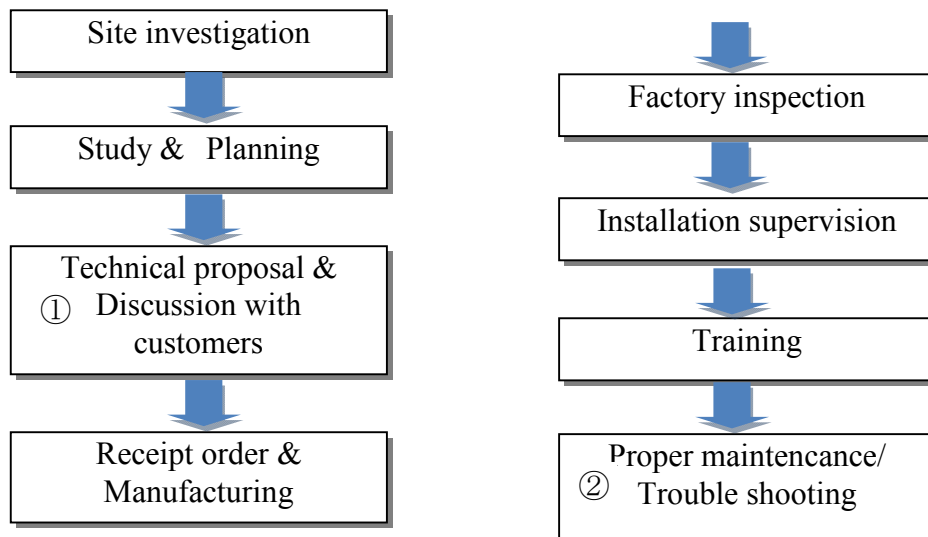 Site investigation
Study & Planning
Technical proposal &
① Discussion with
customers
Receipt order &
Manufacturing
Factory inspection
Installation supervision
Training
Proper maintencance/
② Trouble shooting